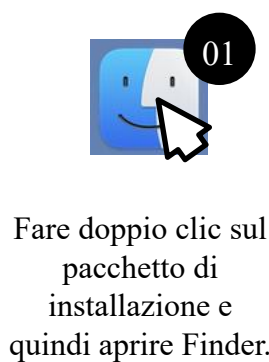 01
Fare doppio clic sul
pacchetto di
installazione e
quindi aprire Finder.